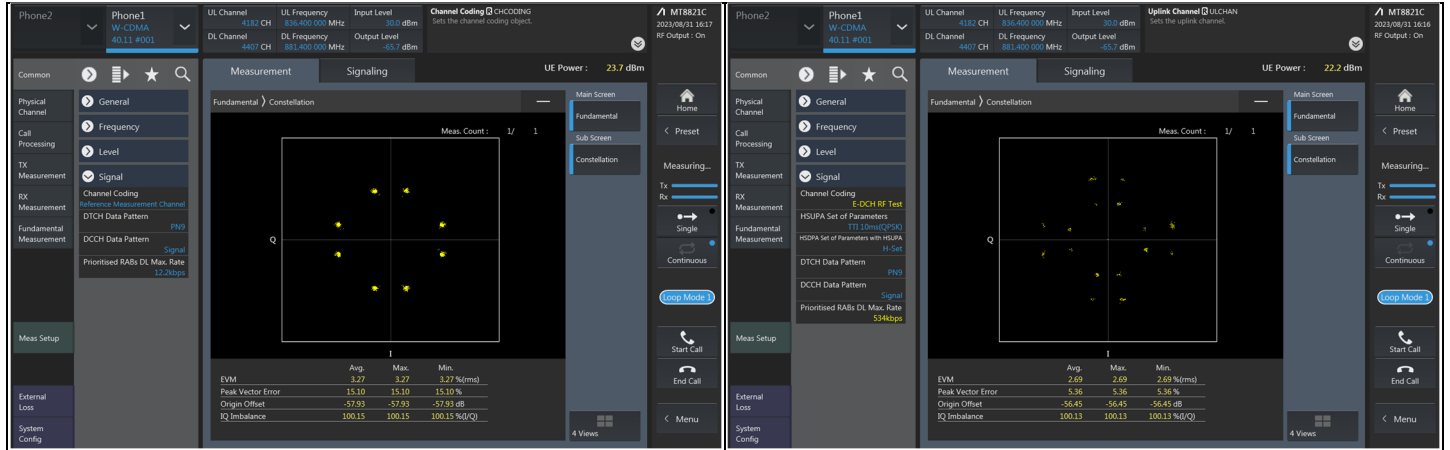 Phone2
Phone1
W-CDMA
40.11 #001
UL Channel
4182 CH
UL Frequency
836.400 000 MHz
Input Level
30.0 dBm
DL Channel
4407 CH
DL Frequency
881.400 000 MHz
Output Level
-65.7 dBm
Channel Coding R CHCODING
Sets the channel coding object.
MT8821C
2023/08/31 16:17
RF Output : On
Common
Physical
Channel
Call
Processing
TX
Measurement
RX
Measurement
Fundamental
Measurement
Meas Setup
External
Loss
System
Config
General
Frequency
Level
Signal
Channel Coding
Reference Measurement Channel
DTCH Data Pattern
PN9
DCCH Data Pattern
Signal
Prioritised RABs DL Max. Rate
12.2kbps
Measurement
Signaling
UE Power : 23.7 dBm
Fundamental ⟩ Constellation
Meas. Count : 1/ 1
Q
I
Avg. Max. Min.
EVM 3.27 3.27 3.27 %(rms)
Peak Vector Error 15.10 15.10 15.10 %
Origin Offset -57.93 -57.93 -57.93 dB
IQ Imbalance 100.15 100.15 100.15 %(I/Q)
Main Screen
Fundamental
Sub Screen
Constellation
4 Views
Home
< Preset
Measuring...
Tx
Rx
Single
Continuous
Loop Mode 1
Start Call
End Call
< Menu
Phone2
Phone1
W-CDMA
40.11 #001
UL Channel
4182 CH
UL Frequency
836.400 000 MHz
Input Level
30.0 dBm
DL Channel
4407 CH
DL Frequency
881.400 000 MHz
Output Level
-65.7 dBm
Uplink Channel R ULCHAN
Sets the uplink channel.
MT8821C
2023/08/31 16:16
RF Output : On
Common
Physical
Channel
Call
Processing
TX
Measurement
RX
Measurement
Fundamental
Measurement
Meas Setup
External
Loss
System
Config
General
Frequency
Level
Signal
Channel Coding
E-DCH RF Test
HSUPA Set of Parameters
TTI 10ms(QPSK)
HSDPA Set of Parameters with HSUPA
H-Set
DTCH Data Pattern
PN9
DCCH Data Pattern
Signal
Prioritised RABs DL Max. Rate
534kbps
Measurement
Signaling
UE Power : 22.2 dBm
Fundamental ⟩ Constellation
Meas. Count : 1/ 1
Q
I
Avg. Max. Min.
EVM 2.69 2.69 2.69 %(rms)
Peak Vector Error 5.36 5.36 5.36 %
Origin Offset -56.45 -56.45 -56.45 dB
IQ Imbalance 100.13 100.13 100.13 %(I/Q)
Main Screen
Fundamental
Sub Screen
Constellation
4 Views
Home
< Preset
Measuring...
Tx
Rx
Single
Continuous
Loop Mode 1
Start Call
End Call
< Menu